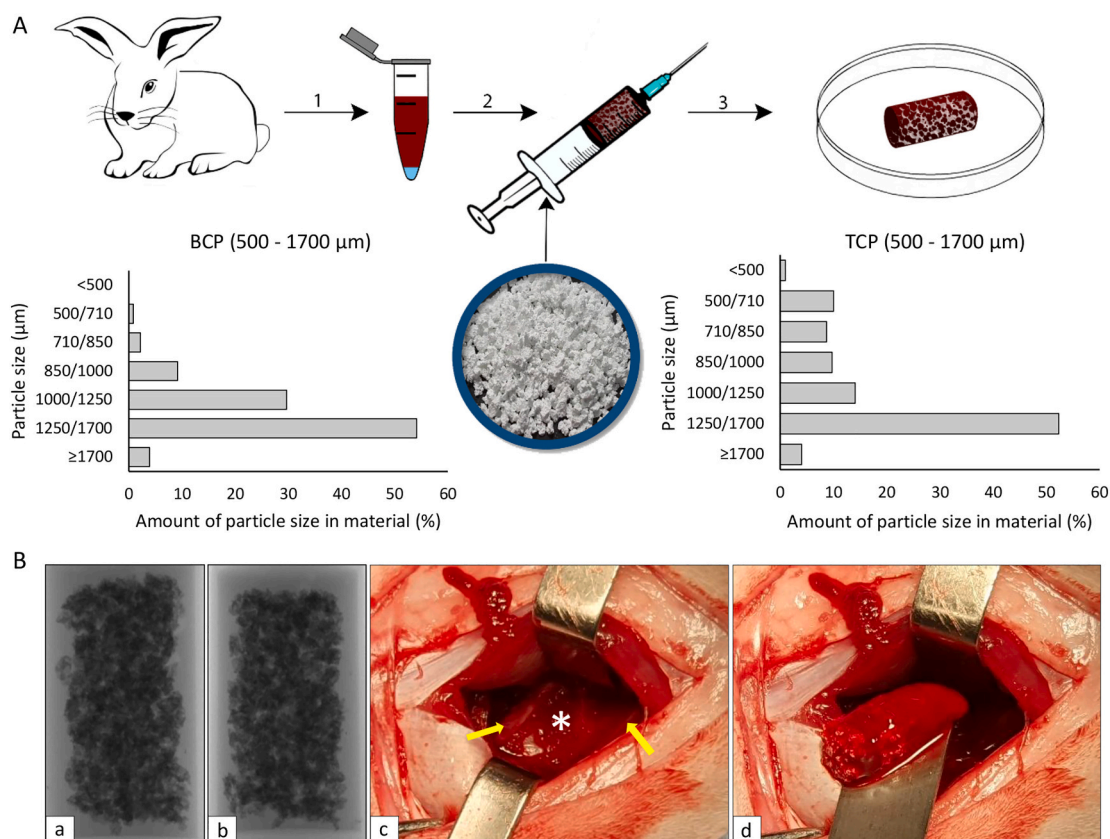 A
1
2
3
BCP (500 - 1700 µm)
Particle size (µm)
<500
500/710
710/850
850/1000
1000/1250
1250/1700
≥1700
0 10 20 30 40 50 60
Amount of particle size in material (%)
TCP (500 - 1700 µm)
Particle size (µm)
<500
500/710
710/850
850/1000
1000/1250
1250/1700
≥1700
0 10 20 30 40 50 60
Amount of particle size in material (%)
B
*
a
b
c
d